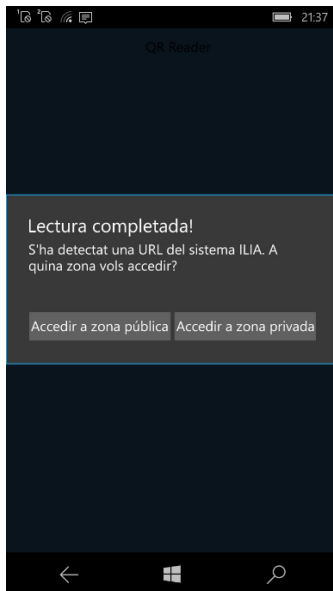 21:37
QR Reader
Lectura completada!
S'ha detectat una URL del sistema ILIA. A
quina zona vols accedir?
Accedir a zona pública Accedir a zona privada